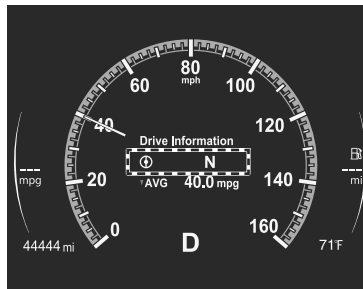 80
mph
60
100
40
120
Drive Information
N
AVG 40.0 mpg
--- mpg
20
140
--- mi
0
160
44444 mi
D
71°F